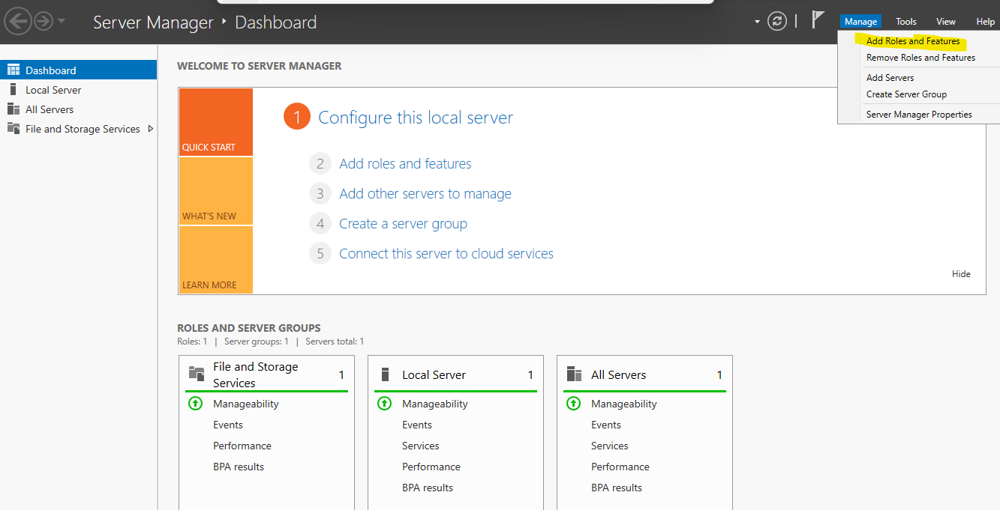 Server Manager ‣ Dashboard
Manage Tools View Help
Add Roles and Features
Remove Roles and Features
Add Servers
Create Server Group
Server Manager Properties
Dashboard
Local Server
All Servers
File and Storage Services
WELCOME TO SERVER MANAGER
QUICK START
WHAT'S NEW
LEARN MORE
1 Configure this local server
2 Add roles and features
3 Add other servers to manage
4 Create a server group
5 Connect this server to cloud services
Hide
ROLES AND SERVER GROUPS
Roles: 1 | Server groups: 1 | Servers total: 1
File and Storage
Services 1
Manageability
Events
Performance
BPA results
Local Server 1
Manageability
Events
Services
Performance
BPA results
All Servers 1
Manageability
Events
Services
Performance
BPA results